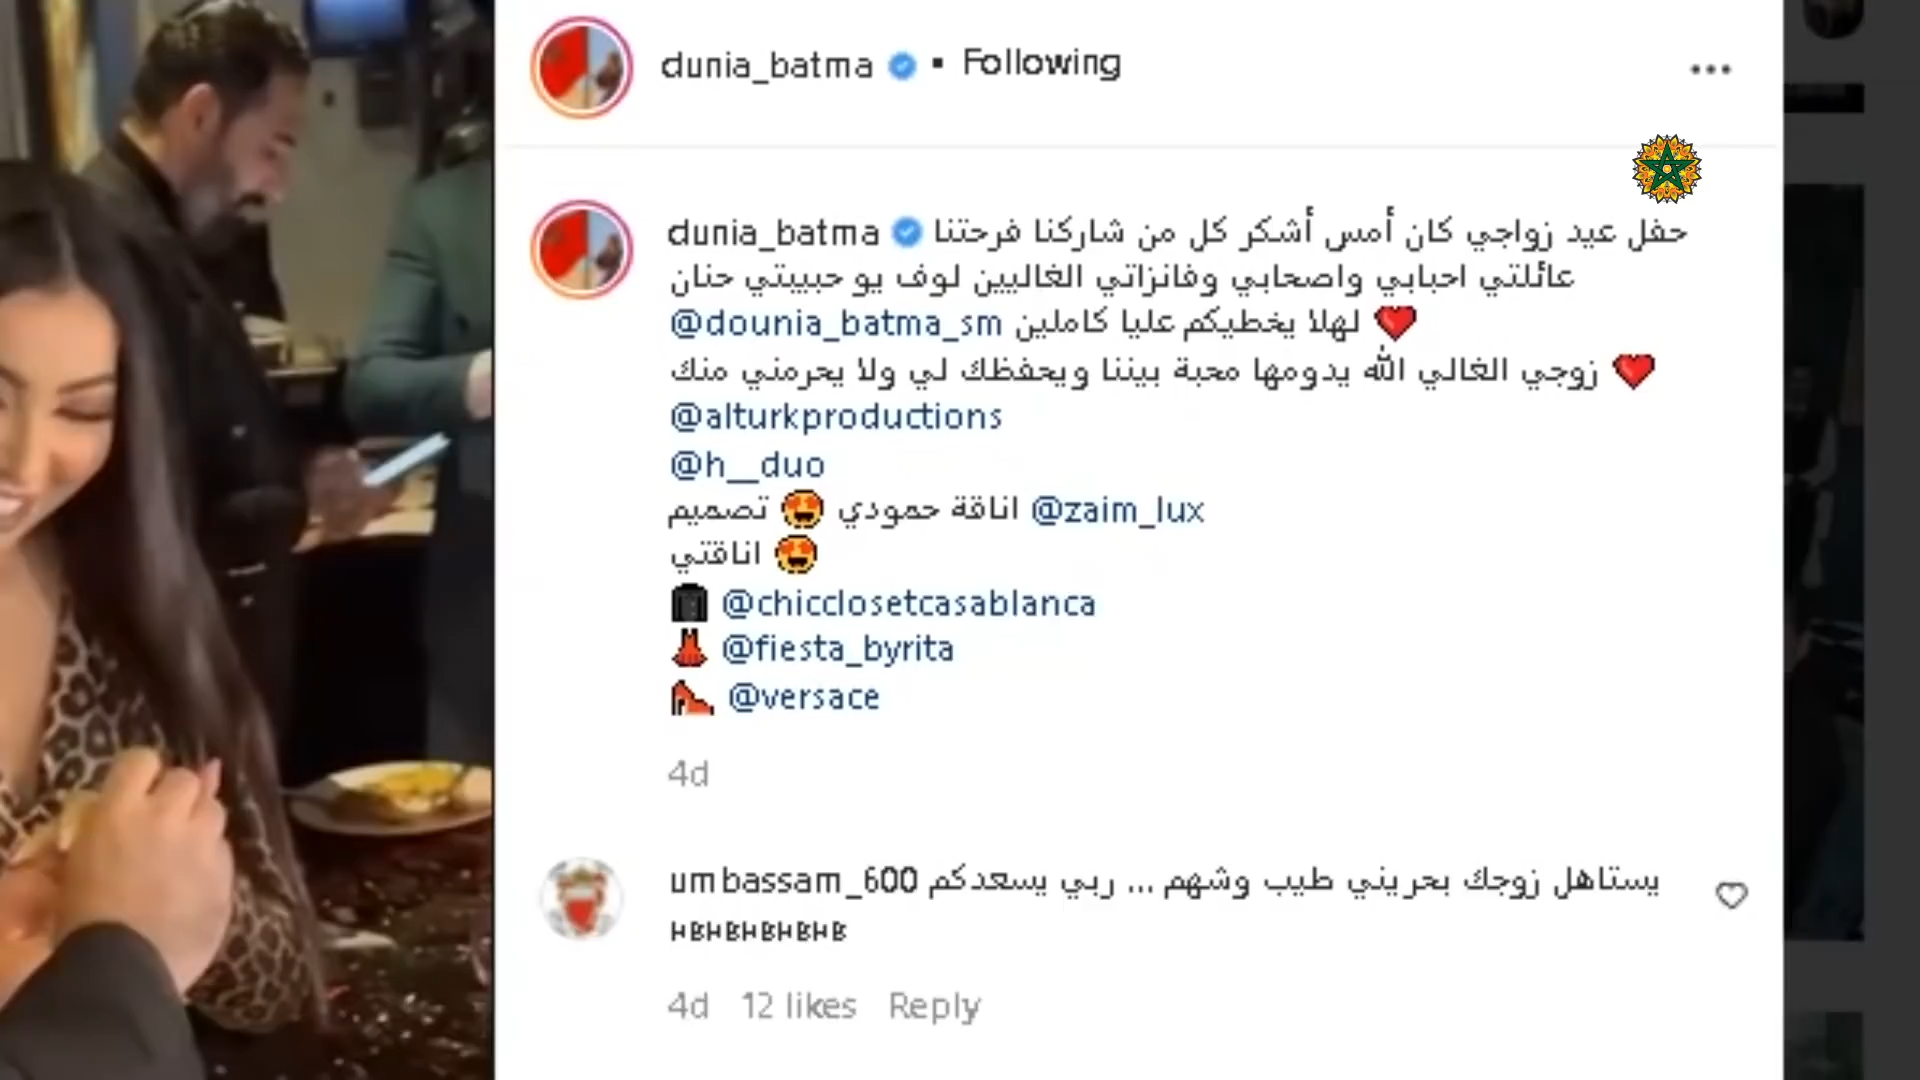 dunia_batma • Following
dunia_batma حفل عيد زواجي كان أمس أشكر كل من شاركنا فرحتنا
عائلتي احبابي واصحابي وفانزاتي الغاليين لوف يو حبيبتي حنان
@dounia_batma_sm لهلا يخطيكم عليا كاملين ❤️
زوجي الغالي الله يدومها محبة بيننا ويحفظك لي ولا يحرمني منك ❤️
@alturkproductions
@h__duo
تصميم 😍 اناقة حمودي @zaim_lux
اناقتي 😍
@chicclosetcasablanca
@fiesta_byrita
@versace
4d
umbassam_600 يستاهل زوجك بحريني طيب وشهم ... ربي يسعدكم
🇧🇭🇧🇭🇧🇭🇧🇭
4d 12 likes Reply